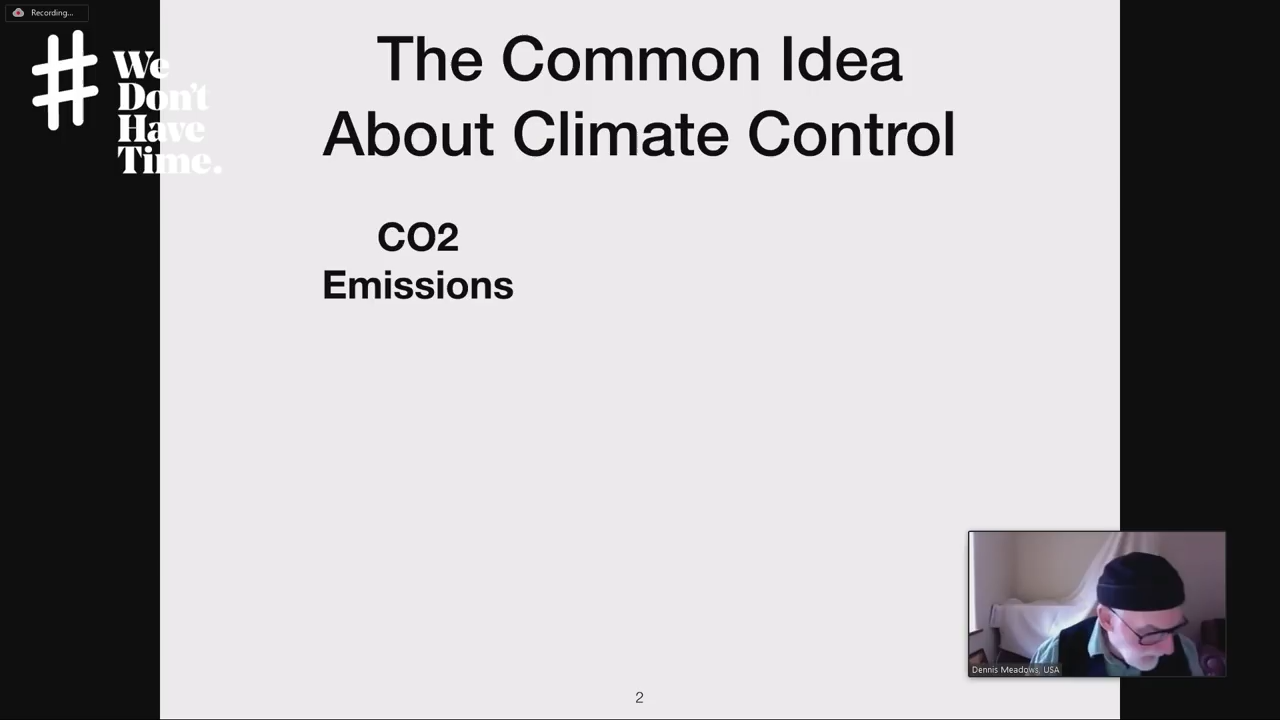 Recording...
We
Don't
Have
Time.
The Common Idea
About Climate Control
CO2
Emissions
Dennis Meadows, USA
2